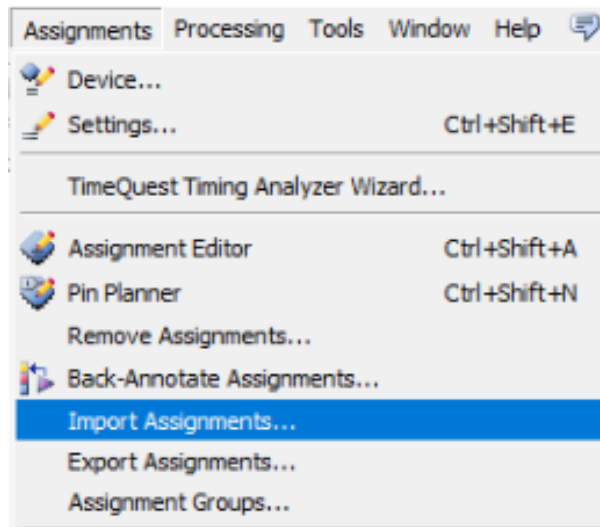 Assignments Processing Tools Window Help
Device...
Settings... Ctrl+Shift+E
TimeQuest Timing Analyzer Wizard...
Assignment Editor Ctrl+Shift+A
Pin Planner Ctrl+Shift+N
Remove Assignments...
Back-Annotate Assignments...
Import Assignments...
Export Assignments...
Assignment Groups...